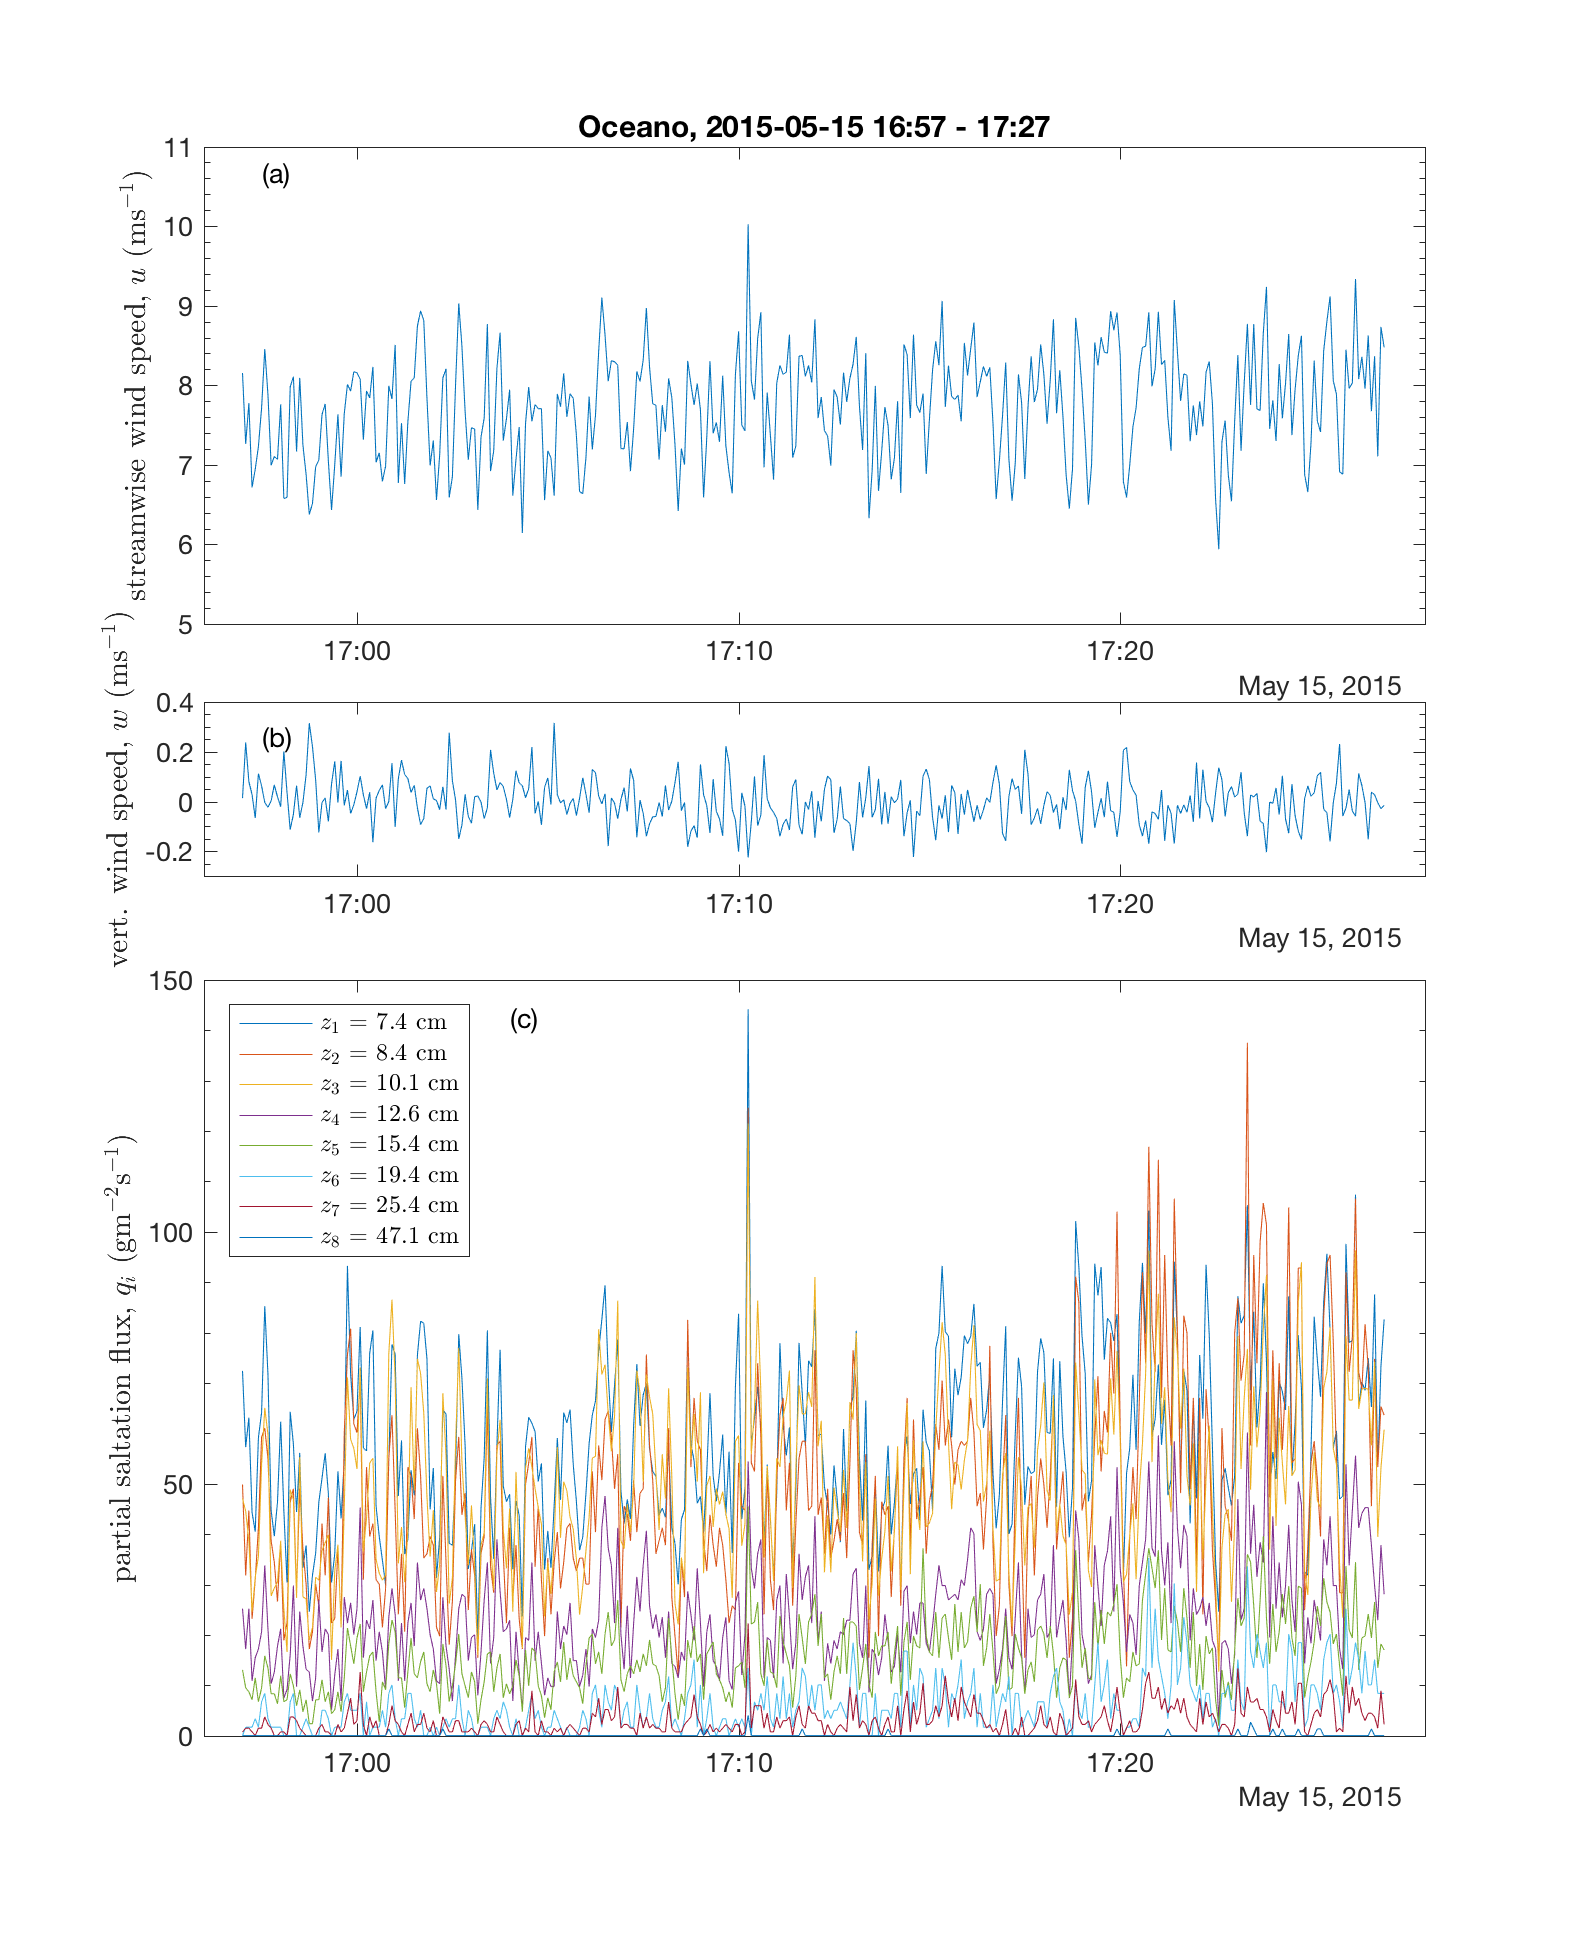 Oceano, 2015-05-15 16:57 - 17:27
(a)
streamwise wind speed, u (ms⁻¹)
11
10
9
8
7
6
5
17:00 17:10 17:20
May 15, 2015
(b)
vert. wind speed, w (ms⁻¹)
0.4
0.2
0
-0.2
17:00 17:10 17:20
May 15, 2015
(c)
partial saltation flux, qᵢ (gm⁻²s⁻¹)
150
100
50
0
z₁ = 7.4 cm
z₂ = 8.4 cm
z₃ = 10.1 cm
z₄ = 12.6 cm
z₅ = 15.4 cm
z₆ = 19.4 cm
z₇ = 25.4 cm
z₈ = 47.1 cm
17:00 17:10 17:20
May 15, 2015